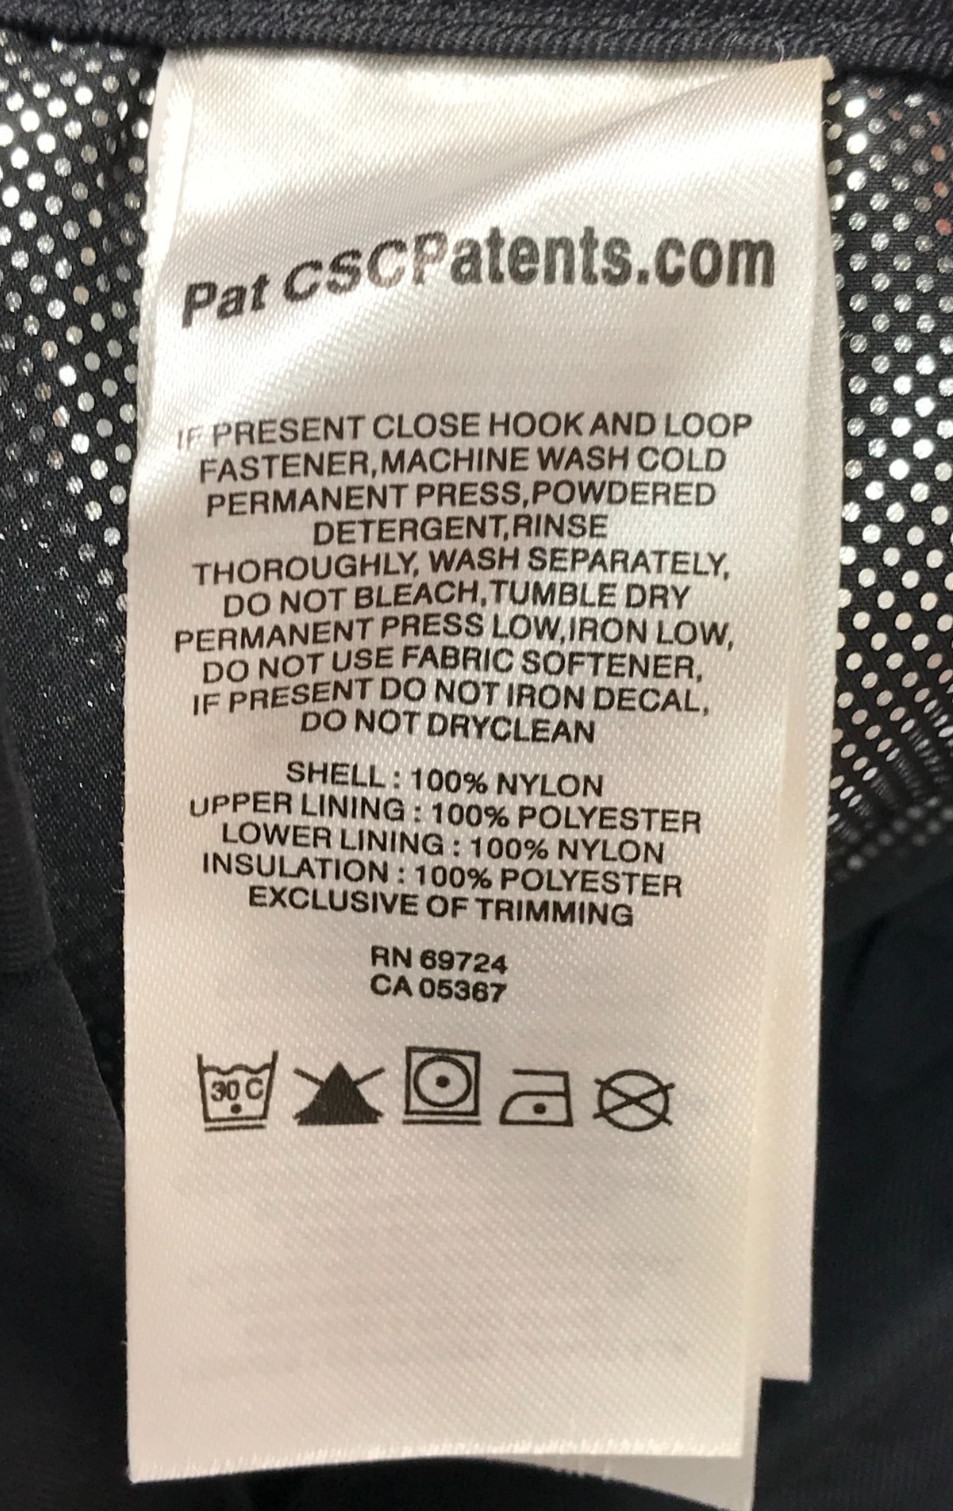 Pat CSCPatents.com
IF PRESENT CLOSE HOOK AND LOOP
FASTENER,MACHINE WASH COLD
PERMANENT PRESS,POWDERED
DETERGENT,RINSE
THOROUGHLY, WASH SEPARATELY,
DO NOT BLEACH,TUMBLE DRY
PERMANENT PRESS LOW,IRON LOW,
DO NOT USE FABRIC SOFTENER,
IF PRESENT DO NOT IRON DECAL,
DO NOT DRYCLEAN
SHELL : 100% NYLON
UPPER LINING : 100% POLYESTER
LOWER LINING : 100% NYLON
INSULATION : 100% POLYESTER
EXCLUSIVE OF TRIMMING
RN 69724
CA 05367
30 C